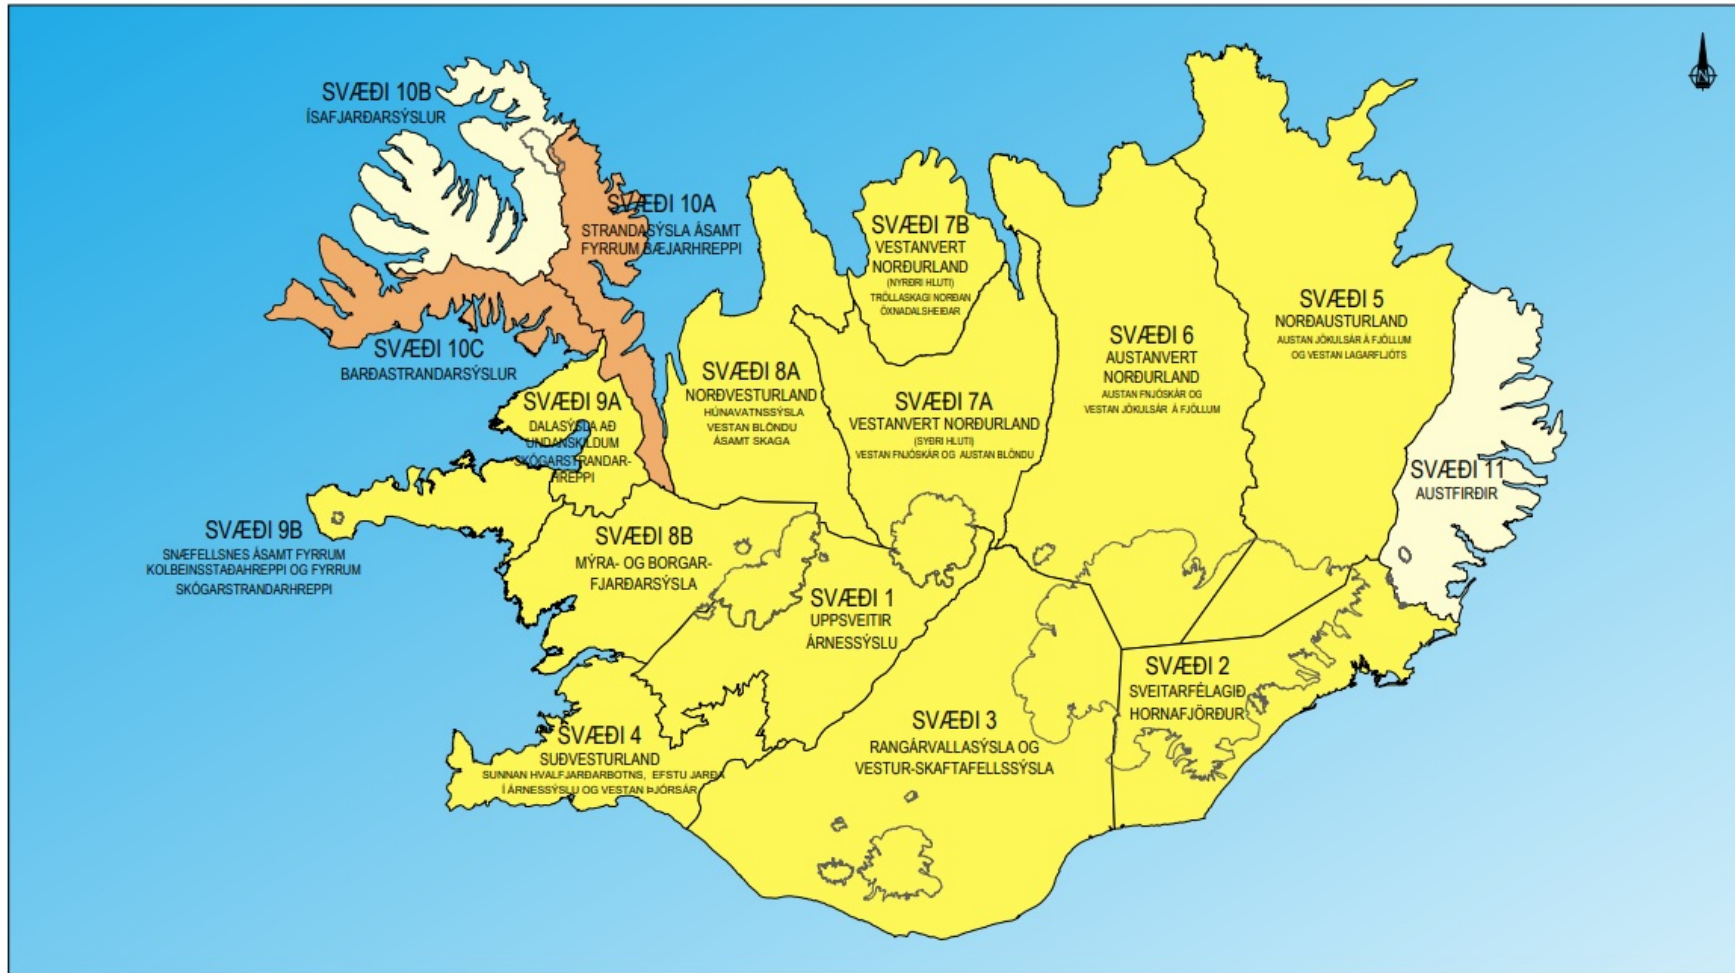 SVÆÐI 10B
ÍSAFJARÐARSÝSLUR
SVÆÐI 10A
STRANDASÝSLA ÁSAMT
FYRRUM BÆJARHREPPI
SVÆÐI 10C
BARÐASTRANDARSÝSLUR
SVÆÐI 9A
DALASÝSLA AÐ
UNDANSKILDUM
SKÓGARSTRANDAR-
HREPPI
SVÆÐI 9B
SNÆFELLSNES ÁSAMT FYRRUM
KOLBEINSSTAÐAHREPPI OG FYRRUM
SKÓGARSTRANDARHREPPI
SVÆÐI 8A
NORÐVESTURLAND
HÚNAVATNSSÝSLA
VESTAN BLÖNDU
ÁSAMT SKAGA
SVÆÐI 8B
MÝRA- OG BORGAR-
FJARÐARSÝSLA
SVÆÐI 7B
VESTANVERT
NORÐURLAND
(NYRÐRI HLUTI)
TRÖLLASKAGI NORÐAN
ÖXNADALSHEIÐAR
SVÆÐI 7A
VESTANVERT NORÐURLAND
(SYÐRI HLUTI)
VESTAN FNJÓSKÁR OG AUSTAN BLÖNDU
SVÆÐI 6
AUSTANVERT
NORÐURLAND
AUSTAN FNJÓSKÁR OG
VESTAN JÖKULSÁR Á FJÖLLUM
SVÆÐI 5
NORÐAUSTURLAND
AUSTAN JÖKULSÁR Á FJÖLLUM
OG VESTAN LAGARFLJÓTS
SVÆÐI 11
AUSTFIRÐIR
SVÆÐI 1
UPPSVEITIR
ÁRNESSÝSLU
SVÆÐI 2
SVEITARFÉLAGIÐ
HORNAFJÖRÐUR
SVÆÐI 3
RANGÁRVALLASÝSLA OG
VESTUR-SKAFTAFELLSSÝSLA
SVÆÐI 4
SUÐVESTURLAND
SUNNAN HVALFJARÐARBOTNS, EFSTU JARÐA
Í ÁRNESSÝSLU OG VESTAN ÞJÓRSÁR
N